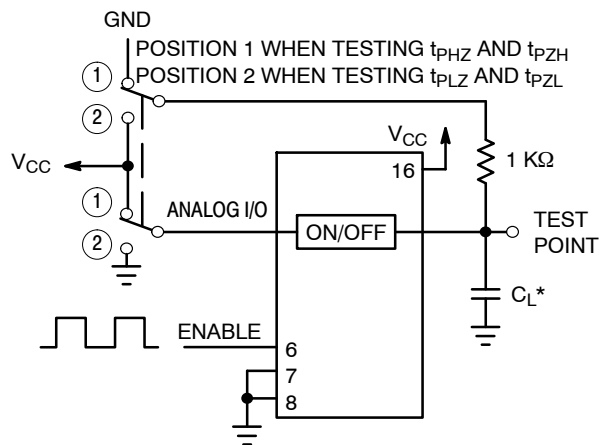 GND
POSITION 1 WHEN TESTING tPHZ AND tPZH
① POSITION 2 WHEN TESTING tPLZ AND tPZL
②
VCC
VCC
16
1 KΩ
①
ANALOG I/O
ON/OFF
TEST
POINT
②
CL*
ENABLE
6
7
8